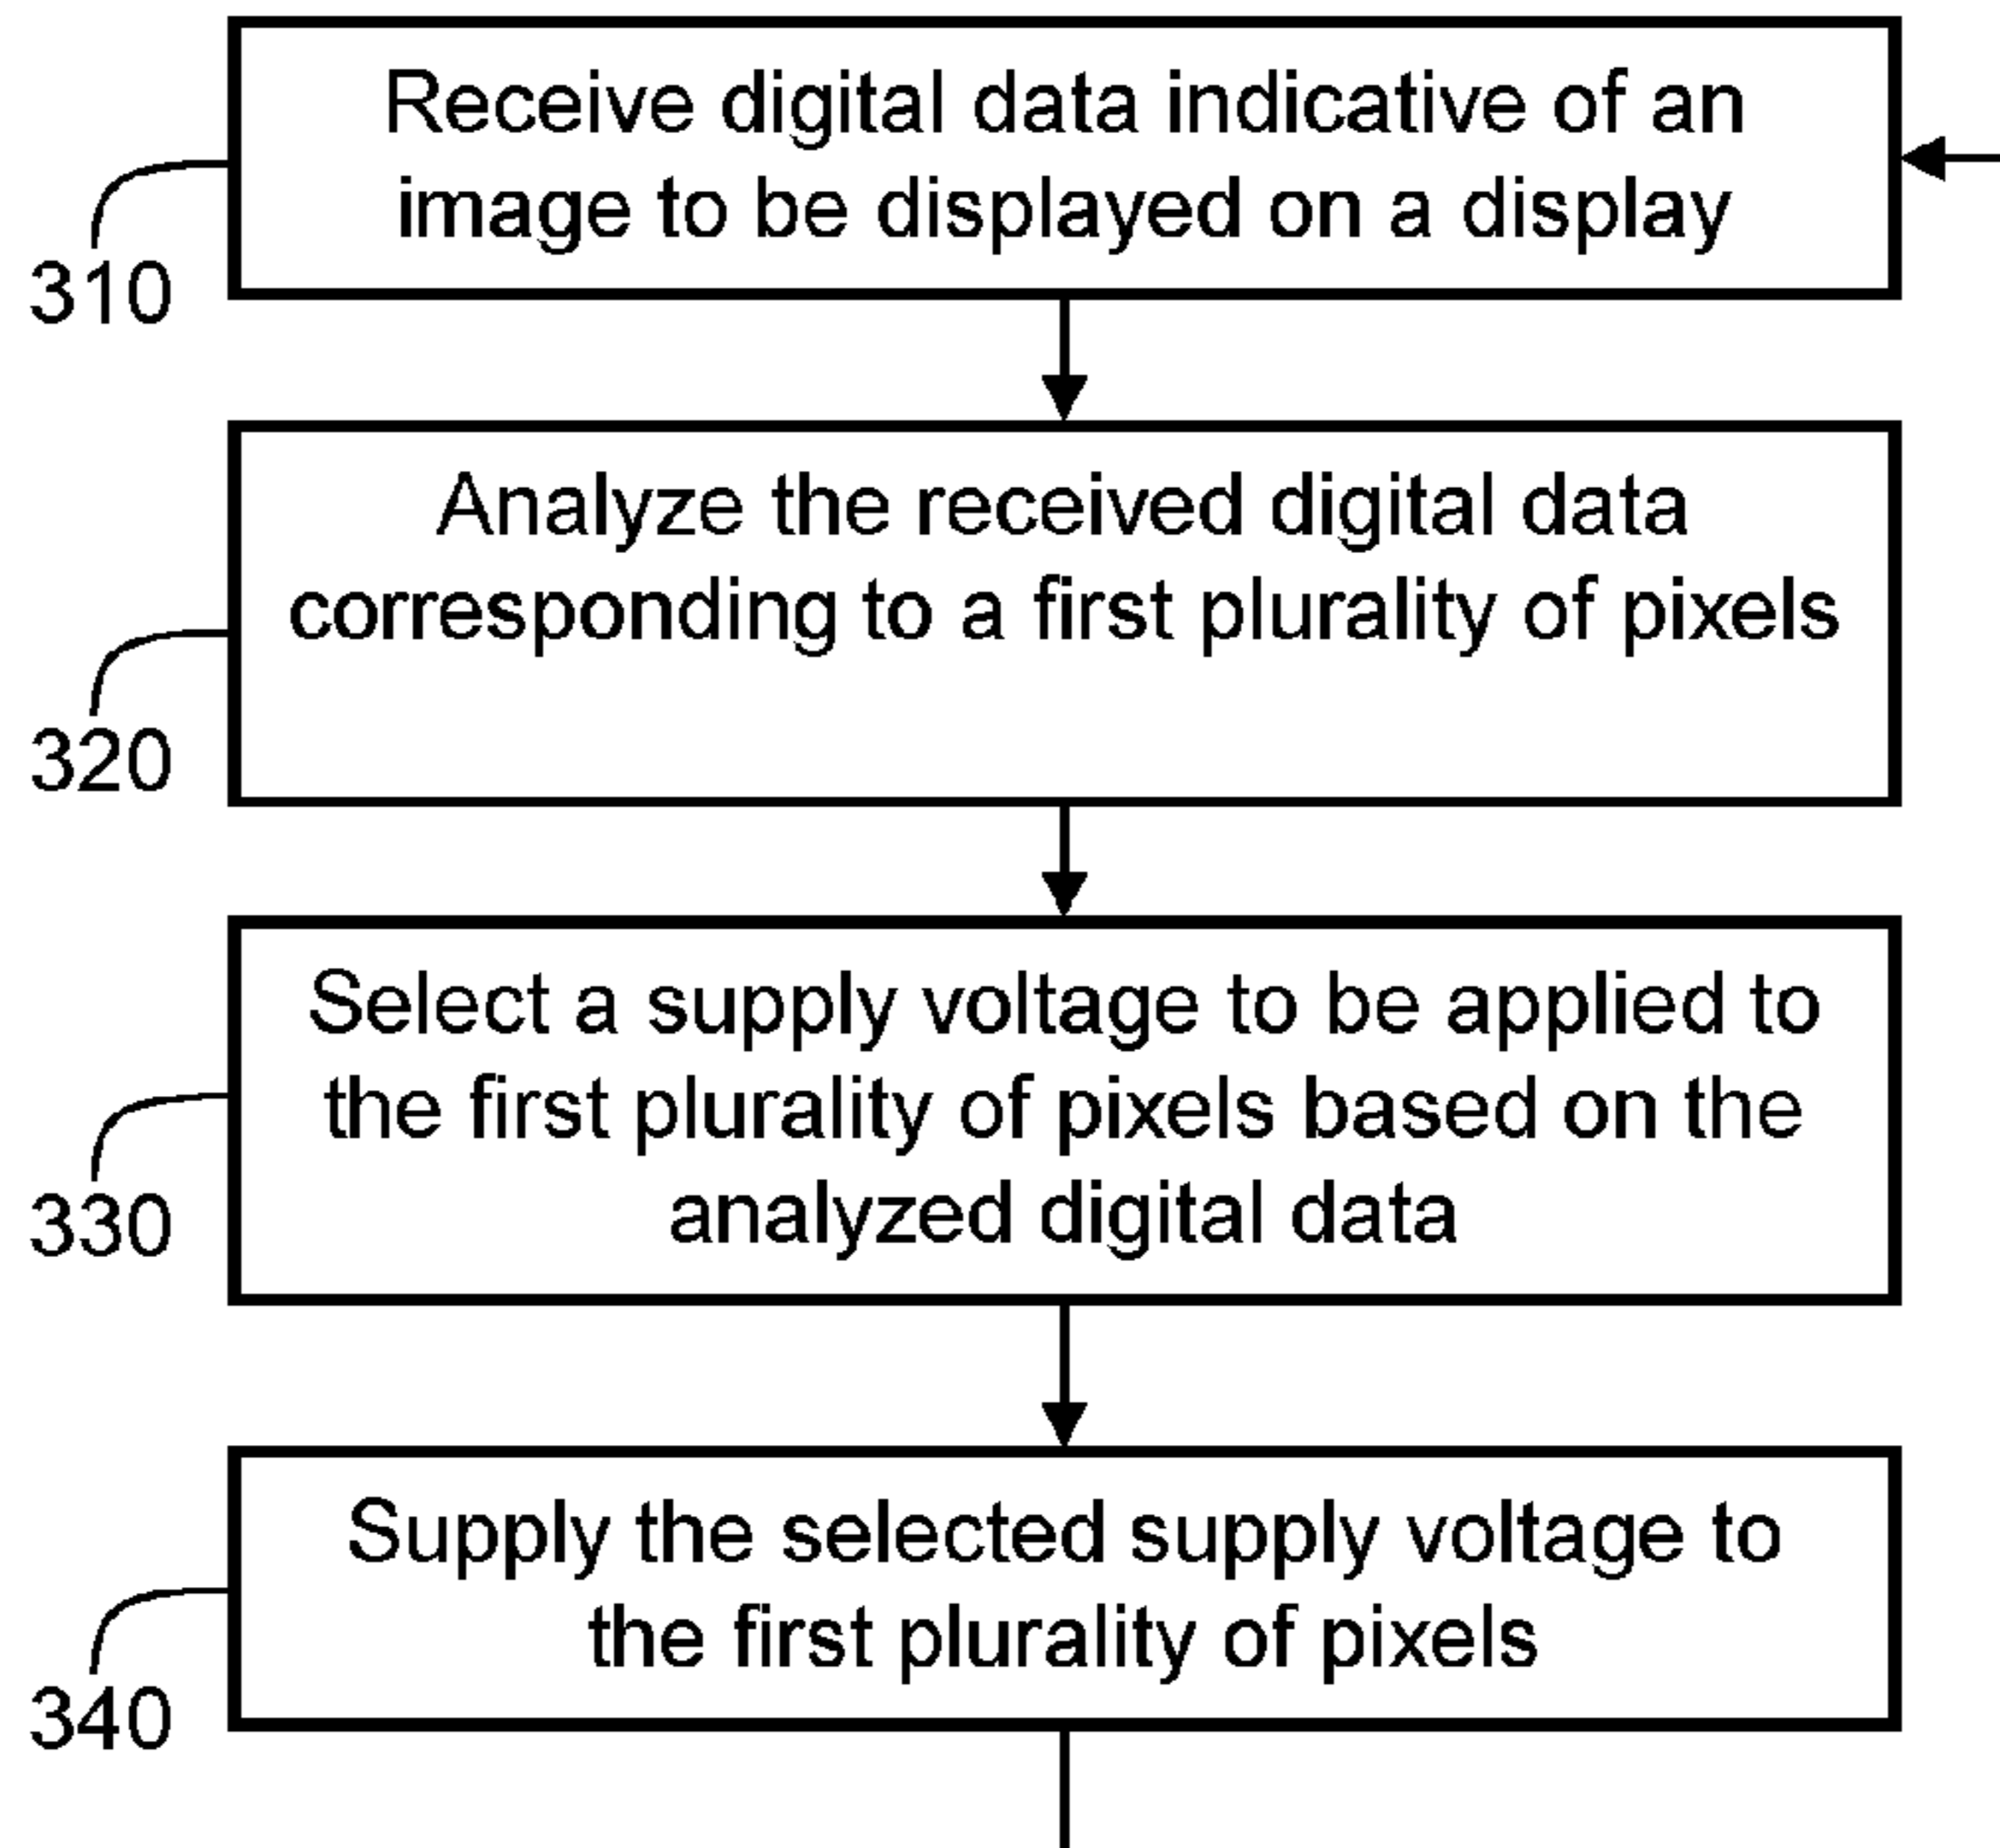 Receive digital data indicative of an
image to be displayed on a display
310
Analyze the received digital data
corresponding to a first plurality of pixels
320
Select a supply voltage to be applied to
the first plurality of pixels based on the
analyzed digital data
330
Supply the selected supply voltage to
the first plurality of pixels
340